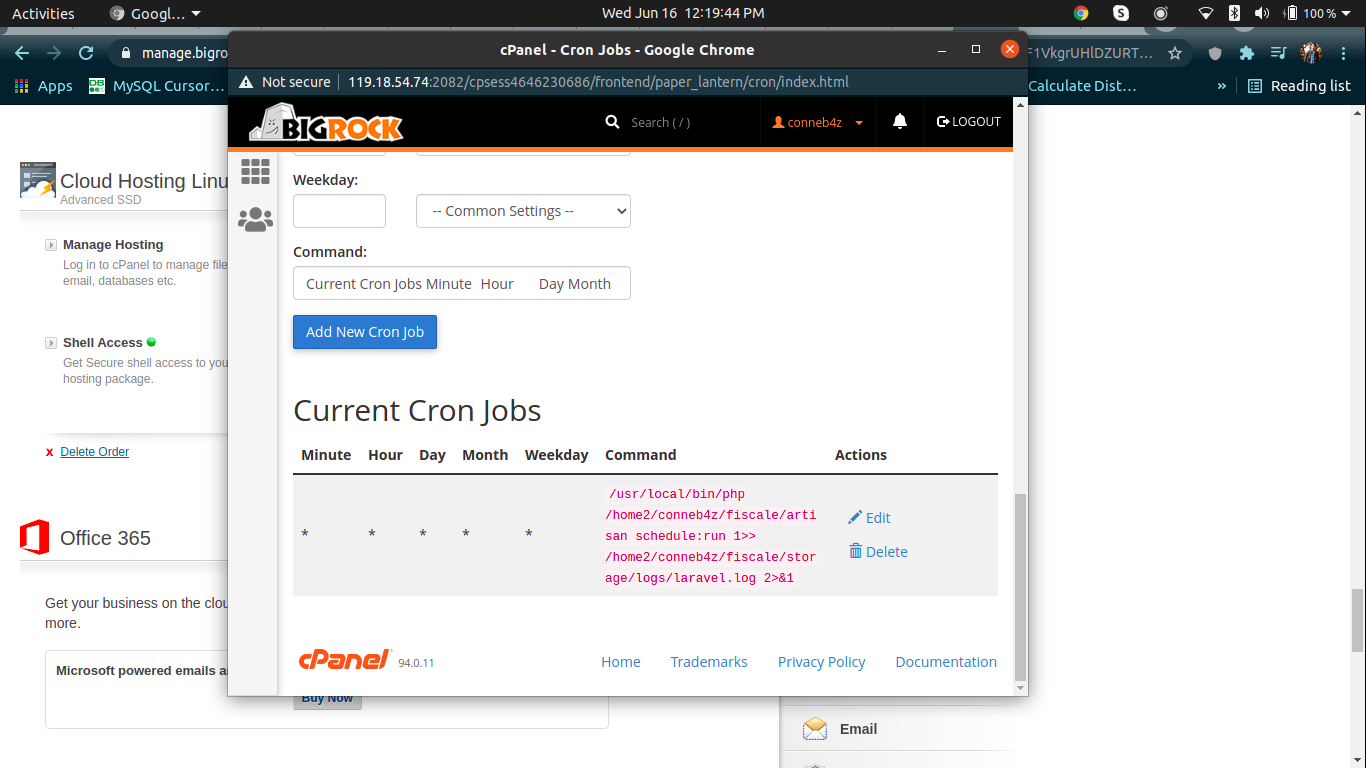 Activities
Googl…
Wed Jun 16 12:19:44 PM
100 %
cPanel - Cron Jobs - Google Chrome
manage.bigro
F1VkgrUHlDZURT…
Not secure
119.18.54.74:2082/cpsess4646230686/frontend/paper_lantern/cron/index.html
Apps
MySQL Cursor…
Calculate Dist…
»
Reading list
BIGROCK
Search ( / )
conneb4z
LOGOUT
Cloud Hosting Linu
Advanced SSD
Manage Hosting
Log in to cPanel to manage file
email, databases etc.
Shell Access
Get Secure shell access to you
hosting package.
x Delete Order
Office 365
Get your business on the clou
more.
Microsoft powered emails a
Buy Now
Weekday:
-- Common Settings --
Command:
Current Cron Jobs Minute Hour Day Month
Add New Cron Job
Current Cron Jobs
Minute Hour Day Month Weekday Command Actions
* * * * *
/usr/local/bin/php
/home2/conneb4z/fiscale/arti
san schedule:run 1>>
/home2/conneb4z/fiscale/stor
age/logs/laravel.log 2>&1
Edit
Delete
cPanel 94.0.11
Home Trademarks Privacy Policy Documentation
Email